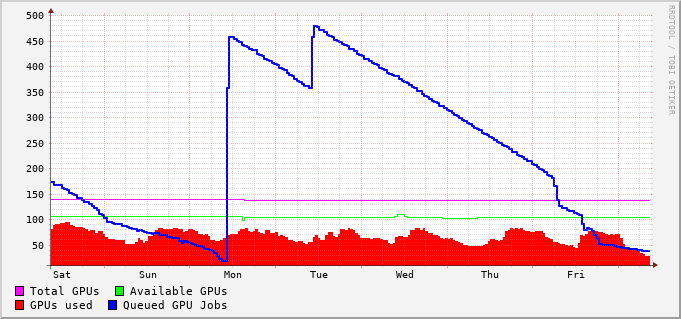 500
450
400
350
300
250
200
150
100
50
Sat Sun Mon Tue Wed Thu Fri
Total GPUs Available GPUs
GPUs used Queued GPU Jobs
RRDTOOL / TOBI OETIKER